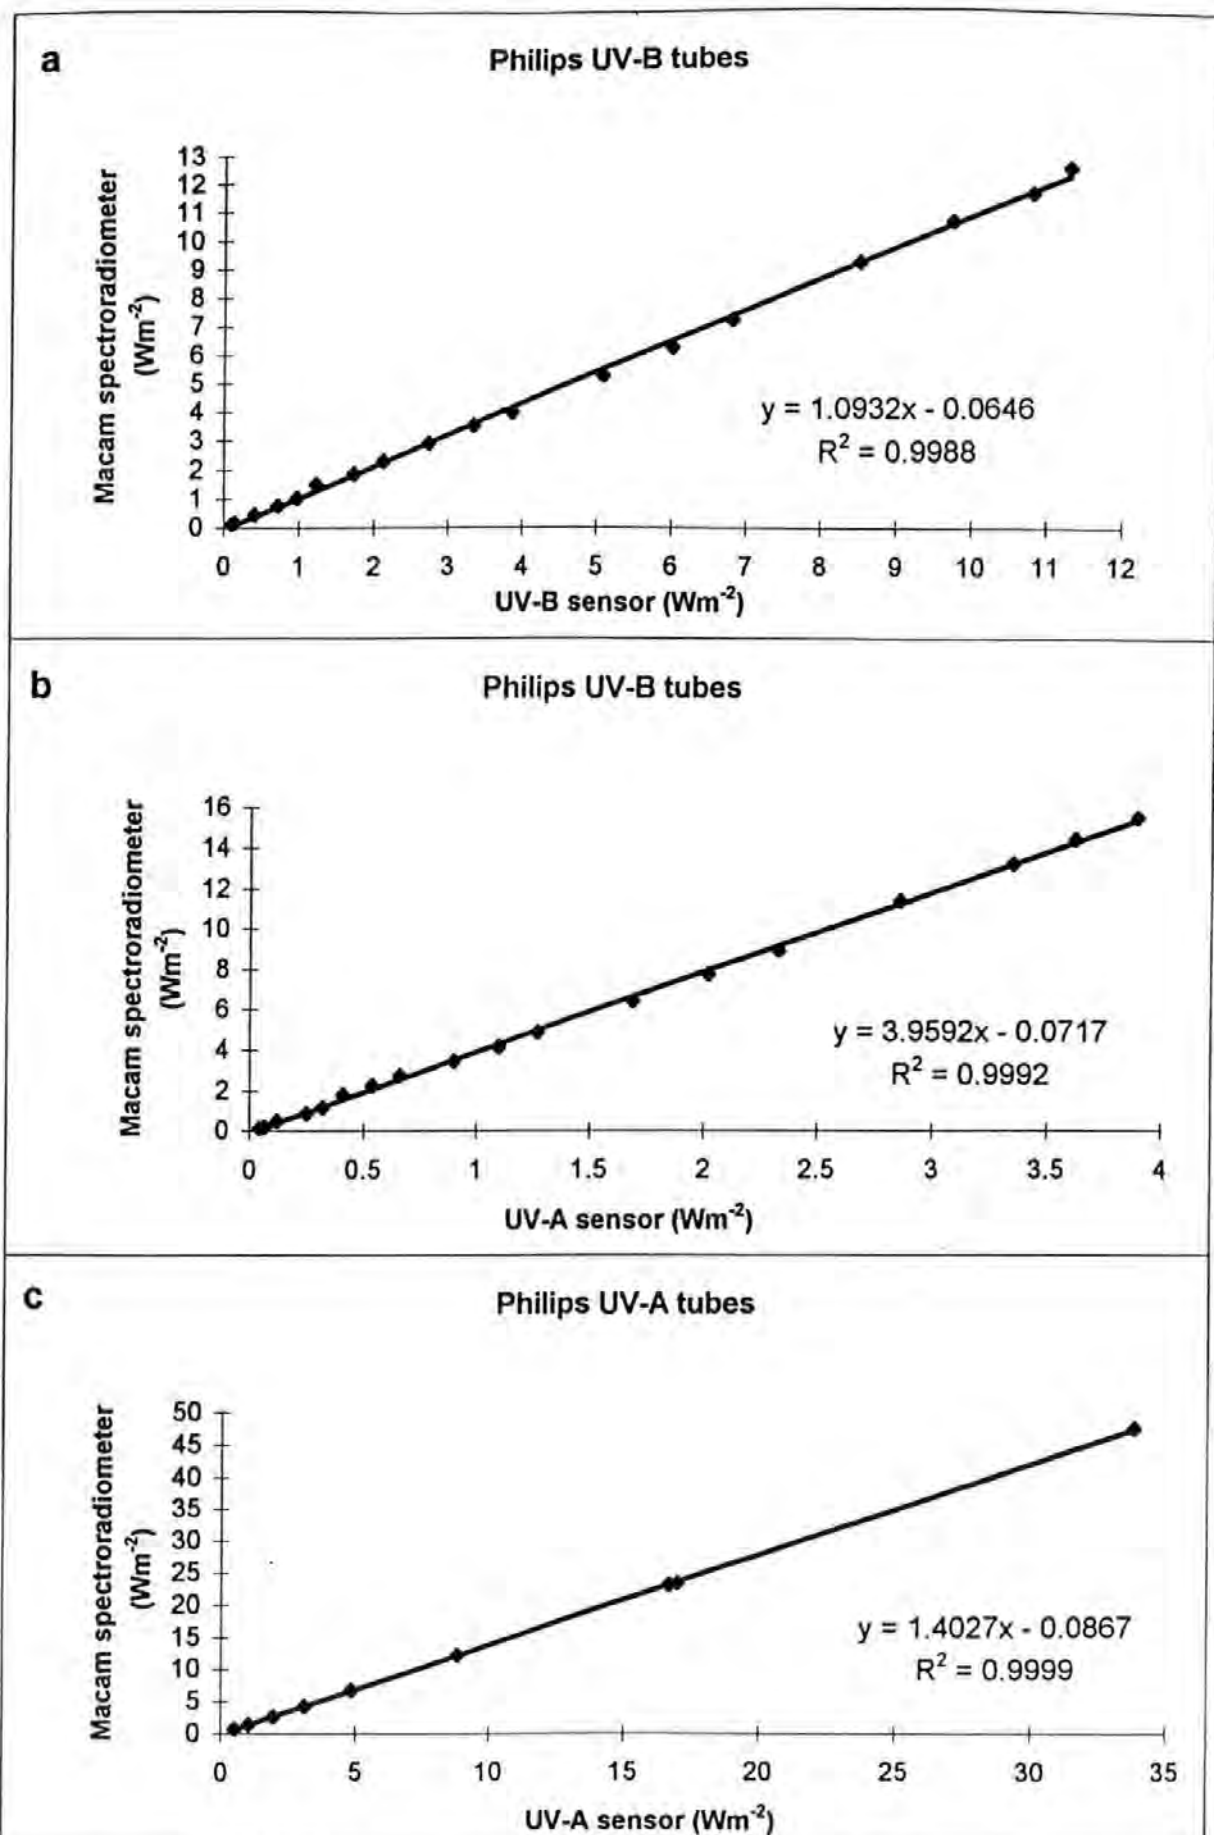 a
Philips UV-B tubes
Macam spectroradiometer
(Wm⁻²)
13
12
11
10
9
8
7
6
5
4
3
2
1
0
y = 1.0932x - 0.0646
R² = 0.9988
0 1 2 3 4 5 6 7 8 9 10 11 12
UV-B sensor (Wm⁻²)
b
Philips UV-B tubes
Macam spectroradiometer
(Wm⁻²)
16
14
12
10
8
6
4
2
0
y = 3.9592x - 0.0717
R² = 0.9992
0 0.5 1 1.5 2 2.5 3 3.5 4
UV-A sensor (Wm⁻²)
c
Philips UV-A tubes
Macam spectroradiometer
(Wm⁻²)
50
45
40
35
30
25
20
15
10
5
0
y = 1.4027x - 0.0867
R² = 0.9999
0 5 10 15 20 25 30 35
UV-A sensor (Wm⁻²)